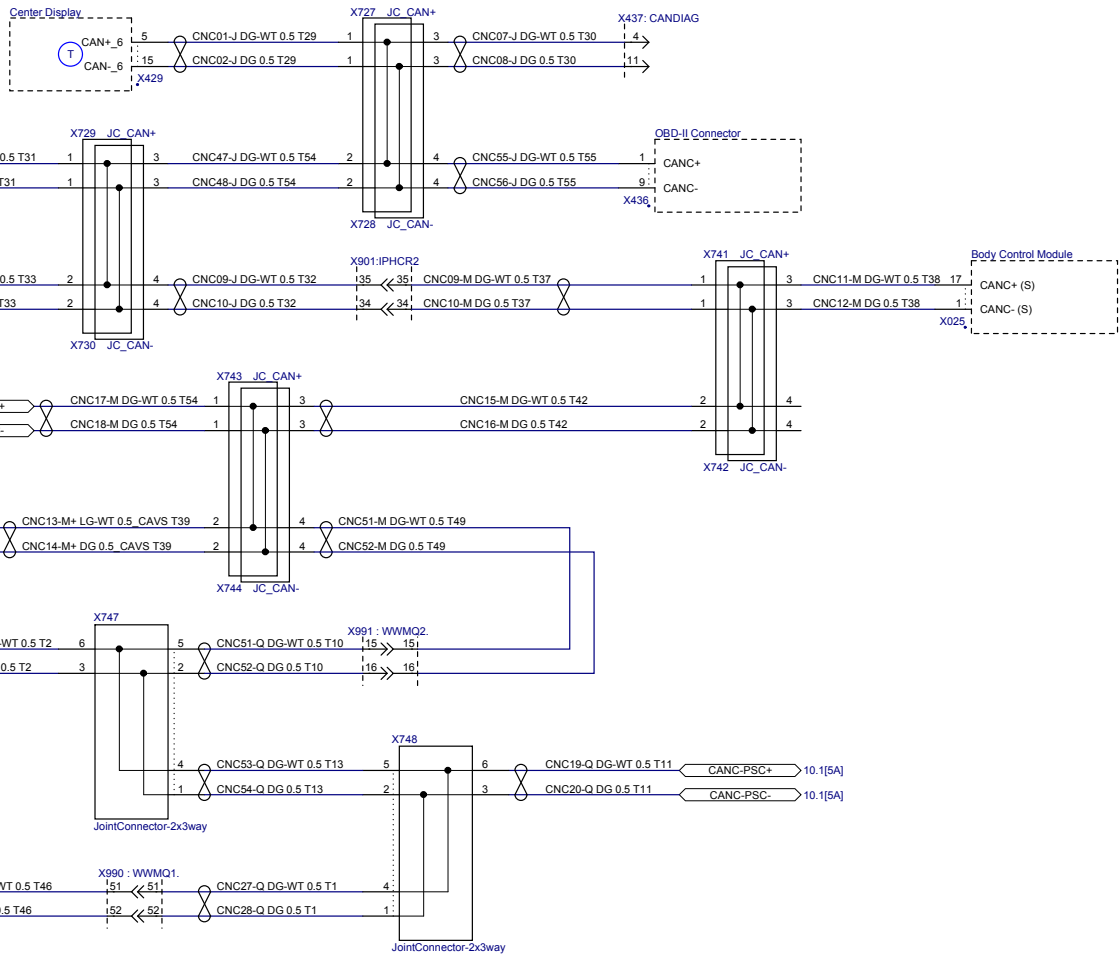 Center Display
X727 JC_CAN+
X437: CANDIAG
CAN+_6 5 CNC01-J DG-WT 0.5 T29 1 3 CNC07-J DG-WT 0.5 T30 4
T
CAN-_6 15 CNC02-J DG 0.5 T29 1 3 CNC08-J DG 0.5 T30 11
X429
X729 JC_CAN+
OBD-II Connector
0.5 T31 1 3 CNC47-J DG-WT 0.5 T54 2 4 CNC55-J DG-WT 0.5 T55 1 CANC+
T31 1 3 CNC48-J DG 0.5 T54 2 4 CNC56-J DG 0.5 T55 9 CANC-
X436
X728 JC_CAN-
X901:IPHCR2
X741 JC_CAN+
Body Control Module
0.5 T33 2 4 CNC09-J DG-WT 0.5 T32 35 35 CNC09-M DG-WT 0.5 T37 1 3 CNC11-M DG-WT 0.5 T38 17 CANC+ (S)
T33 2 4 CNC10-J DG 0.5 T32 34 34 CNC10-M DG 0.5 T37 1 3 CNC12-M DG 0.5 T38 1 CANC- (S)
X025
X730 JC_CAN-
X743 JC_CAN+
+ CNC17-M DG-WT 0.5 T54 1 3 CNC15-M DG-WT 0.5 T42 2 4
- CNC18-M DG 0.5 T54 1 3 CNC16-M DG 0.5 T42 2 4
X742 JC_CAN-
CNC13-M+ LG-WT 0.5_CAVS T39 2 4 CNC51-M DG-WT 0.5 T49
CNC14-M+ DG 0.5_CAVS T39 2 4 CNC52-M DG 0.5 T49
X744 JC_CAN-
X747
X991 : WWMQ2.
-WT 0.5 T2 6 5 CNC51-Q DG-WT 0.5 T10 15 15
0.5 T2 3 2 CNC52-Q DG 0.5 T10 16 16
X748
4 CNC53-Q DG-WT 0.5 T13 5 6 CNC19-Q DG-WT 0.5 T11 CANC-PSC+ 10.1[5A]
1 CNC54-Q DG 0.5 T13 2 3 CNC20-Q DG 0.5 T11 CANC-PSC- 10.1[5A]
JointConnector-2x3way
X990 : WWMQ1.
WT 0.5 T46 51 51 CNC27-Q DG-WT 0.5 T1 4
.5 T46 52 52 CNC28-Q DG 0.5 T1 1
JointConnector-2x3way